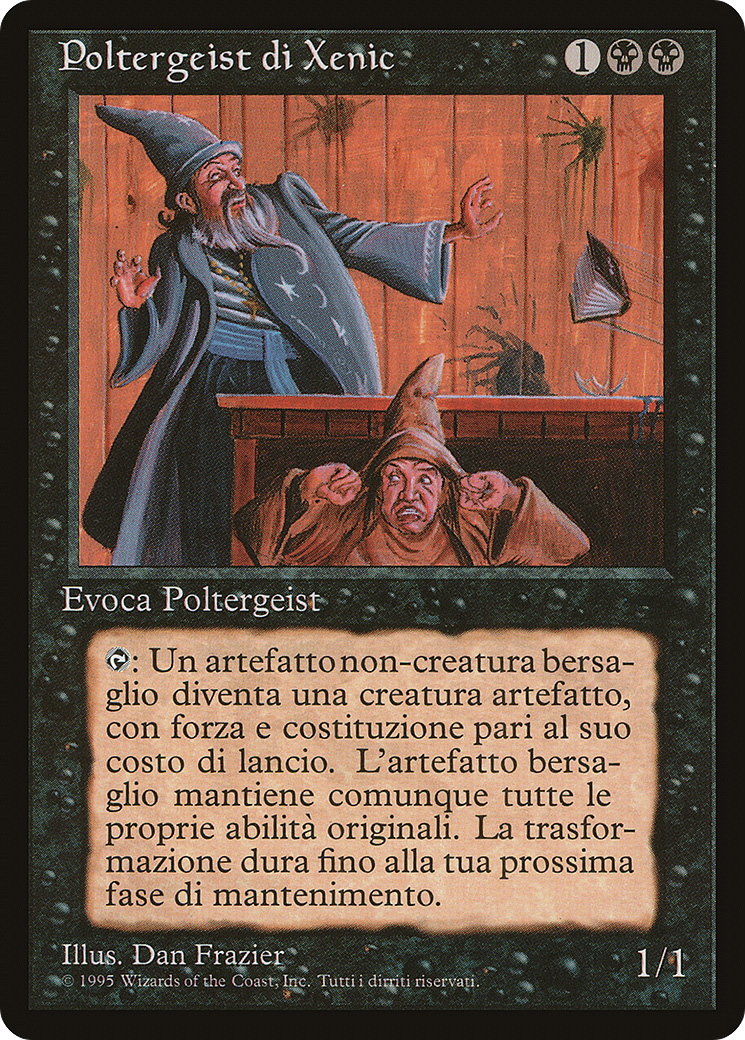 Poltergeist di Xenic 1
Evoca Poltergeist
: Un artefatto non-creatura bersa-
glio diventa una creatura artefatto,
con forza e costituzione pari al suo
costo di lancio. L'artefatto bersa-
glio mantiene comunque tutte le
proprie abilità originali. La trasfor-
mazione dura fino alla tua prossima
fase di mantenimento.
Illus. Dan Frazier 1/1
© 1995 Wizards of the Coast, Inc. Tutti i dirriti riservati.